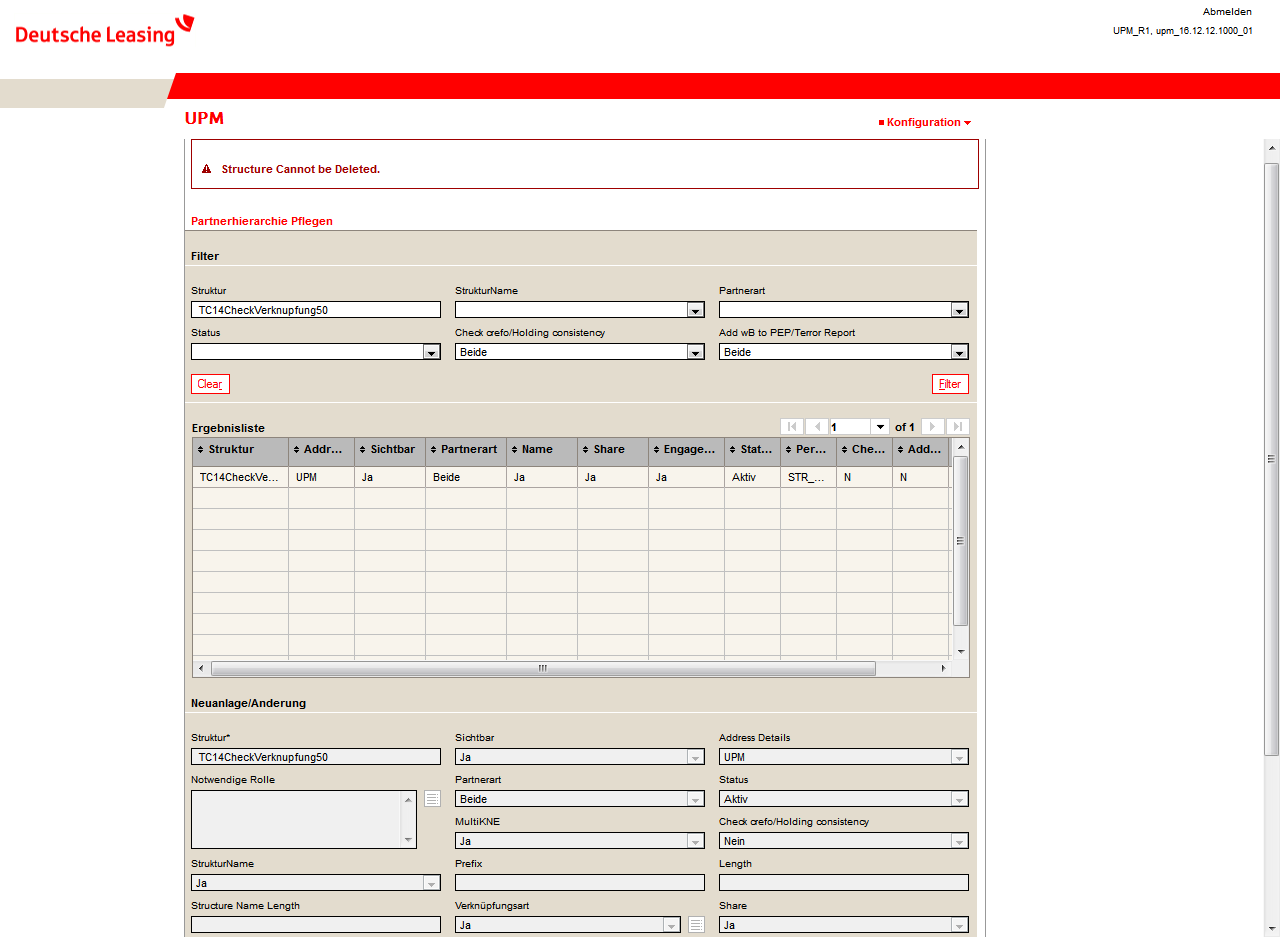 Deutsche Leasing
Abmelden
UPM_R1, upm_16.12.12.1000_01
UPM
Konfiguration
Structure Cannot be Deleted.
Partnerhierarchie Pflegen
Filter
Struktur StrukturName Partnerart
TC14CheckVerknupfung50
Status Check crefo/Holding consistency Add wB to PEP/Terror Report
Beide Beide
Clear Filter
Ergebnisliste 1 of 1
Struktur Addr... Sichtbar Partnerart Name Share Engage... Stat... Per... Che... Add...
TC14CheckVe... UPM Ja Beide Ja Ja Ja Aktiv STR_... N N
Neuanlage/Anderung
Struktur* Sichtbar Address Details
TC14CheckVerknupfung50 Ja UPM
Notwendige Rolle Partnerart Status
Beide Aktiv
MultiKNE Check crefo/Holding consistency
Ja Nein
StrukturName Prefix Length
Ja
Structure Name Length Verknüpfungsart Share
Ja Ja